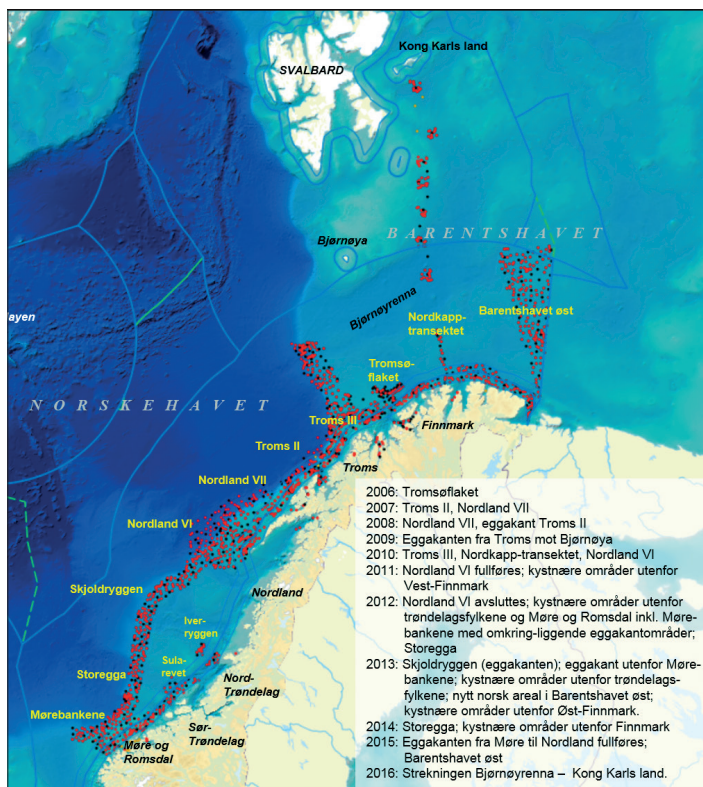 Kong Karls land
SVALBARD
BARENTSHAVET
Bjørnøya
ayen
Bjørnøyrenna
Nordkapp-
transektet
Barentshavet øst
Tromsø-
flaket
NORSKEHAVET
Troms III
Finnmark
Troms II
Troms
Nordland VII
Nordland VI
Skjoldryggen
Nordland
Iver-
ryggen
Storegga
Sula-
revet
Nord-
Trøndelag
Mørebankene
Sør-
Trøndelag
Møre og
Romsdal
2006: Tromsøflaket
2007: Troms II, Nordland VII
2008: Nordland VII, eggakant Troms II
2009: Eggakanten fra Troms mot Bjørnøya
2010: Troms III, Nordkapp-transektet, Nordland VI
2011: Nordland VI fullføres; kystnære områder utenfor
Vest-Finnmark
2012: Nordland VI avsluttes; kystnære områder utenfor
trøndelagsfylkene og Møre og Romsdal inkl. Møre-
bankene med omkring-liggende eggakantområder;
Storegga
2013: Skjoldryggen (eggakanten); eggakant utenfor Møre-
bankene; kystnære områder utenfor trøndelags-
fylkene; nytt norsk areal i Barentshavet øst;
kystnære områder utenfor Øst-Finnmark.
2014: Storegga; kystnære områder utenfor Finnmark
2015: Eggakanten fra Møre til Nordland fullføres;
Barentshavet øst
2016: Strekningen Bjørnøyrenna – Kong Karls land.